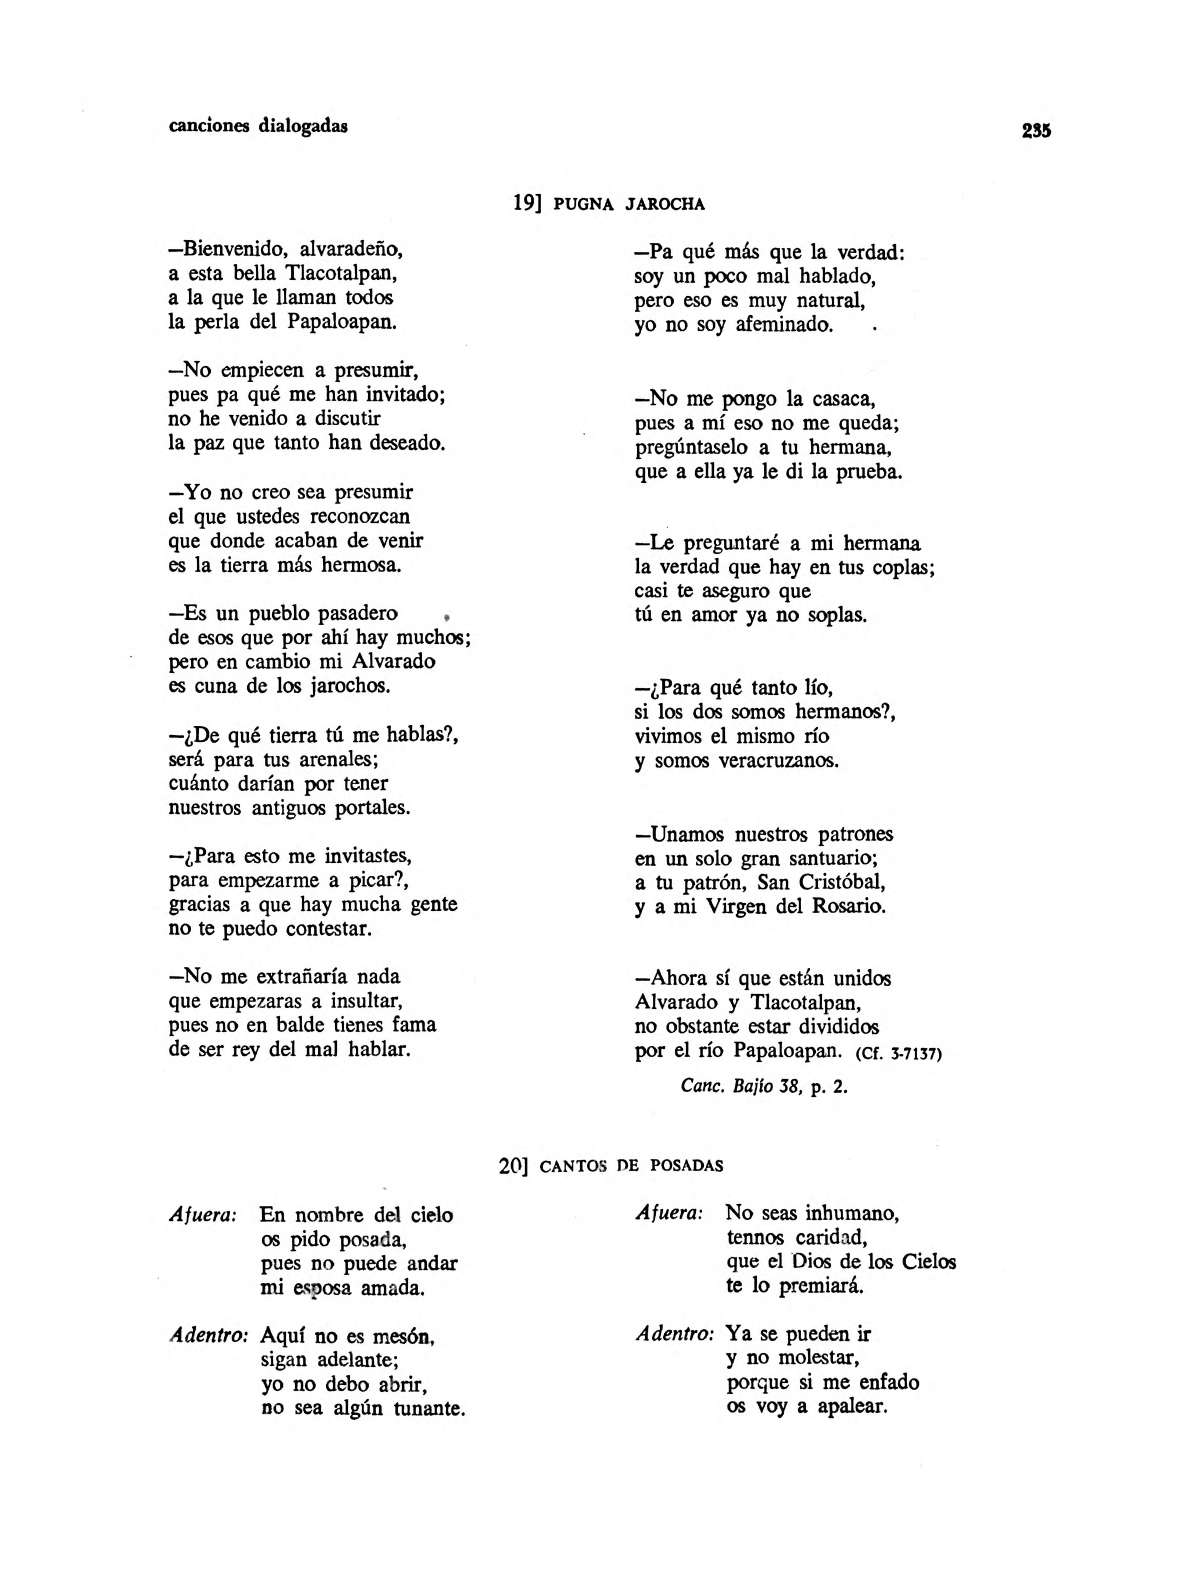 canciones dialogadas
235
19] PUGNA JAROCHA
—Bienvenido, alvaradeño,
a esta bella Tlacotalpan,
a la que le llaman todos
la perla del Papaloapan.
—No empiecen a presumir,
pues pa qué me han invitado;
no he venido a discutir
la paz que tanto han deseado.
—Yo no creo sea presumir
el que ustedes reconozcan
que donde acaban de venir
es la tierra más hermosa.
—Es un pueblo pasadero
de esos que por ahí hay muchos;
pero en cambio mi Alvarado
es cuna de los jarochos.
—¿De qué tierra tú me hablas?,
será para tus arenales;
cuánto darían por tener
nuestros antiguos portales.
—¿Para esto me invitastes,
para empezarme a picar?,
gracias a que hay mucha gente
no te puedo contestar.
—No me extrañaría nada
que empezaras a insultar,
pues no en balde tienes fama
de ser rey del mal hablar.
—Pa qué más que la verdad:
soy un poco mal hablado,
pero eso es muy natural,
yo no soy afeminado.
—No me pongo la casaca,
pues a mí eso no me queda;
pregúntaselo a tu hermana,
que a ella ya le di la prueba.
—Le preguntaré a mi hermana
la verdad que hay en tus coplas;
casi te aseguro que
tú en amor ya no soplas.
—¿Para qué tanto lío,
si los dos somos hermanos?,
vivimos el mismo río
y somos veracruzanos.
—Unamos nuestros patrones
en un solo gran santuario;
a tu patrón, San Cristóbal,
y a mi Virgen del Rosario.
—Ahora sí que están unidos
Alvarado y Tlacotalpan,
no obstante estar divididos
por el río Papaloapan. (Cf. 3-7137)
Canc. Bajío 38, p. 2.
20] CANTOS DE POSADAS
Afuera: En nombre del cielo
os pido posada,
pues no puede andar
mi esposa amada.
Adentro: Aquí no es mesón,
sigan adelante;
yo no debo abrir,
no sea algún tunante.
Afuera: No seas inhumano,
tennos caridad,
que el Dios de los Cielos
te lo premiará.
Adentro: Ya se pueden ir
y no molestar,
porque si me enfado
os voy a apalear.